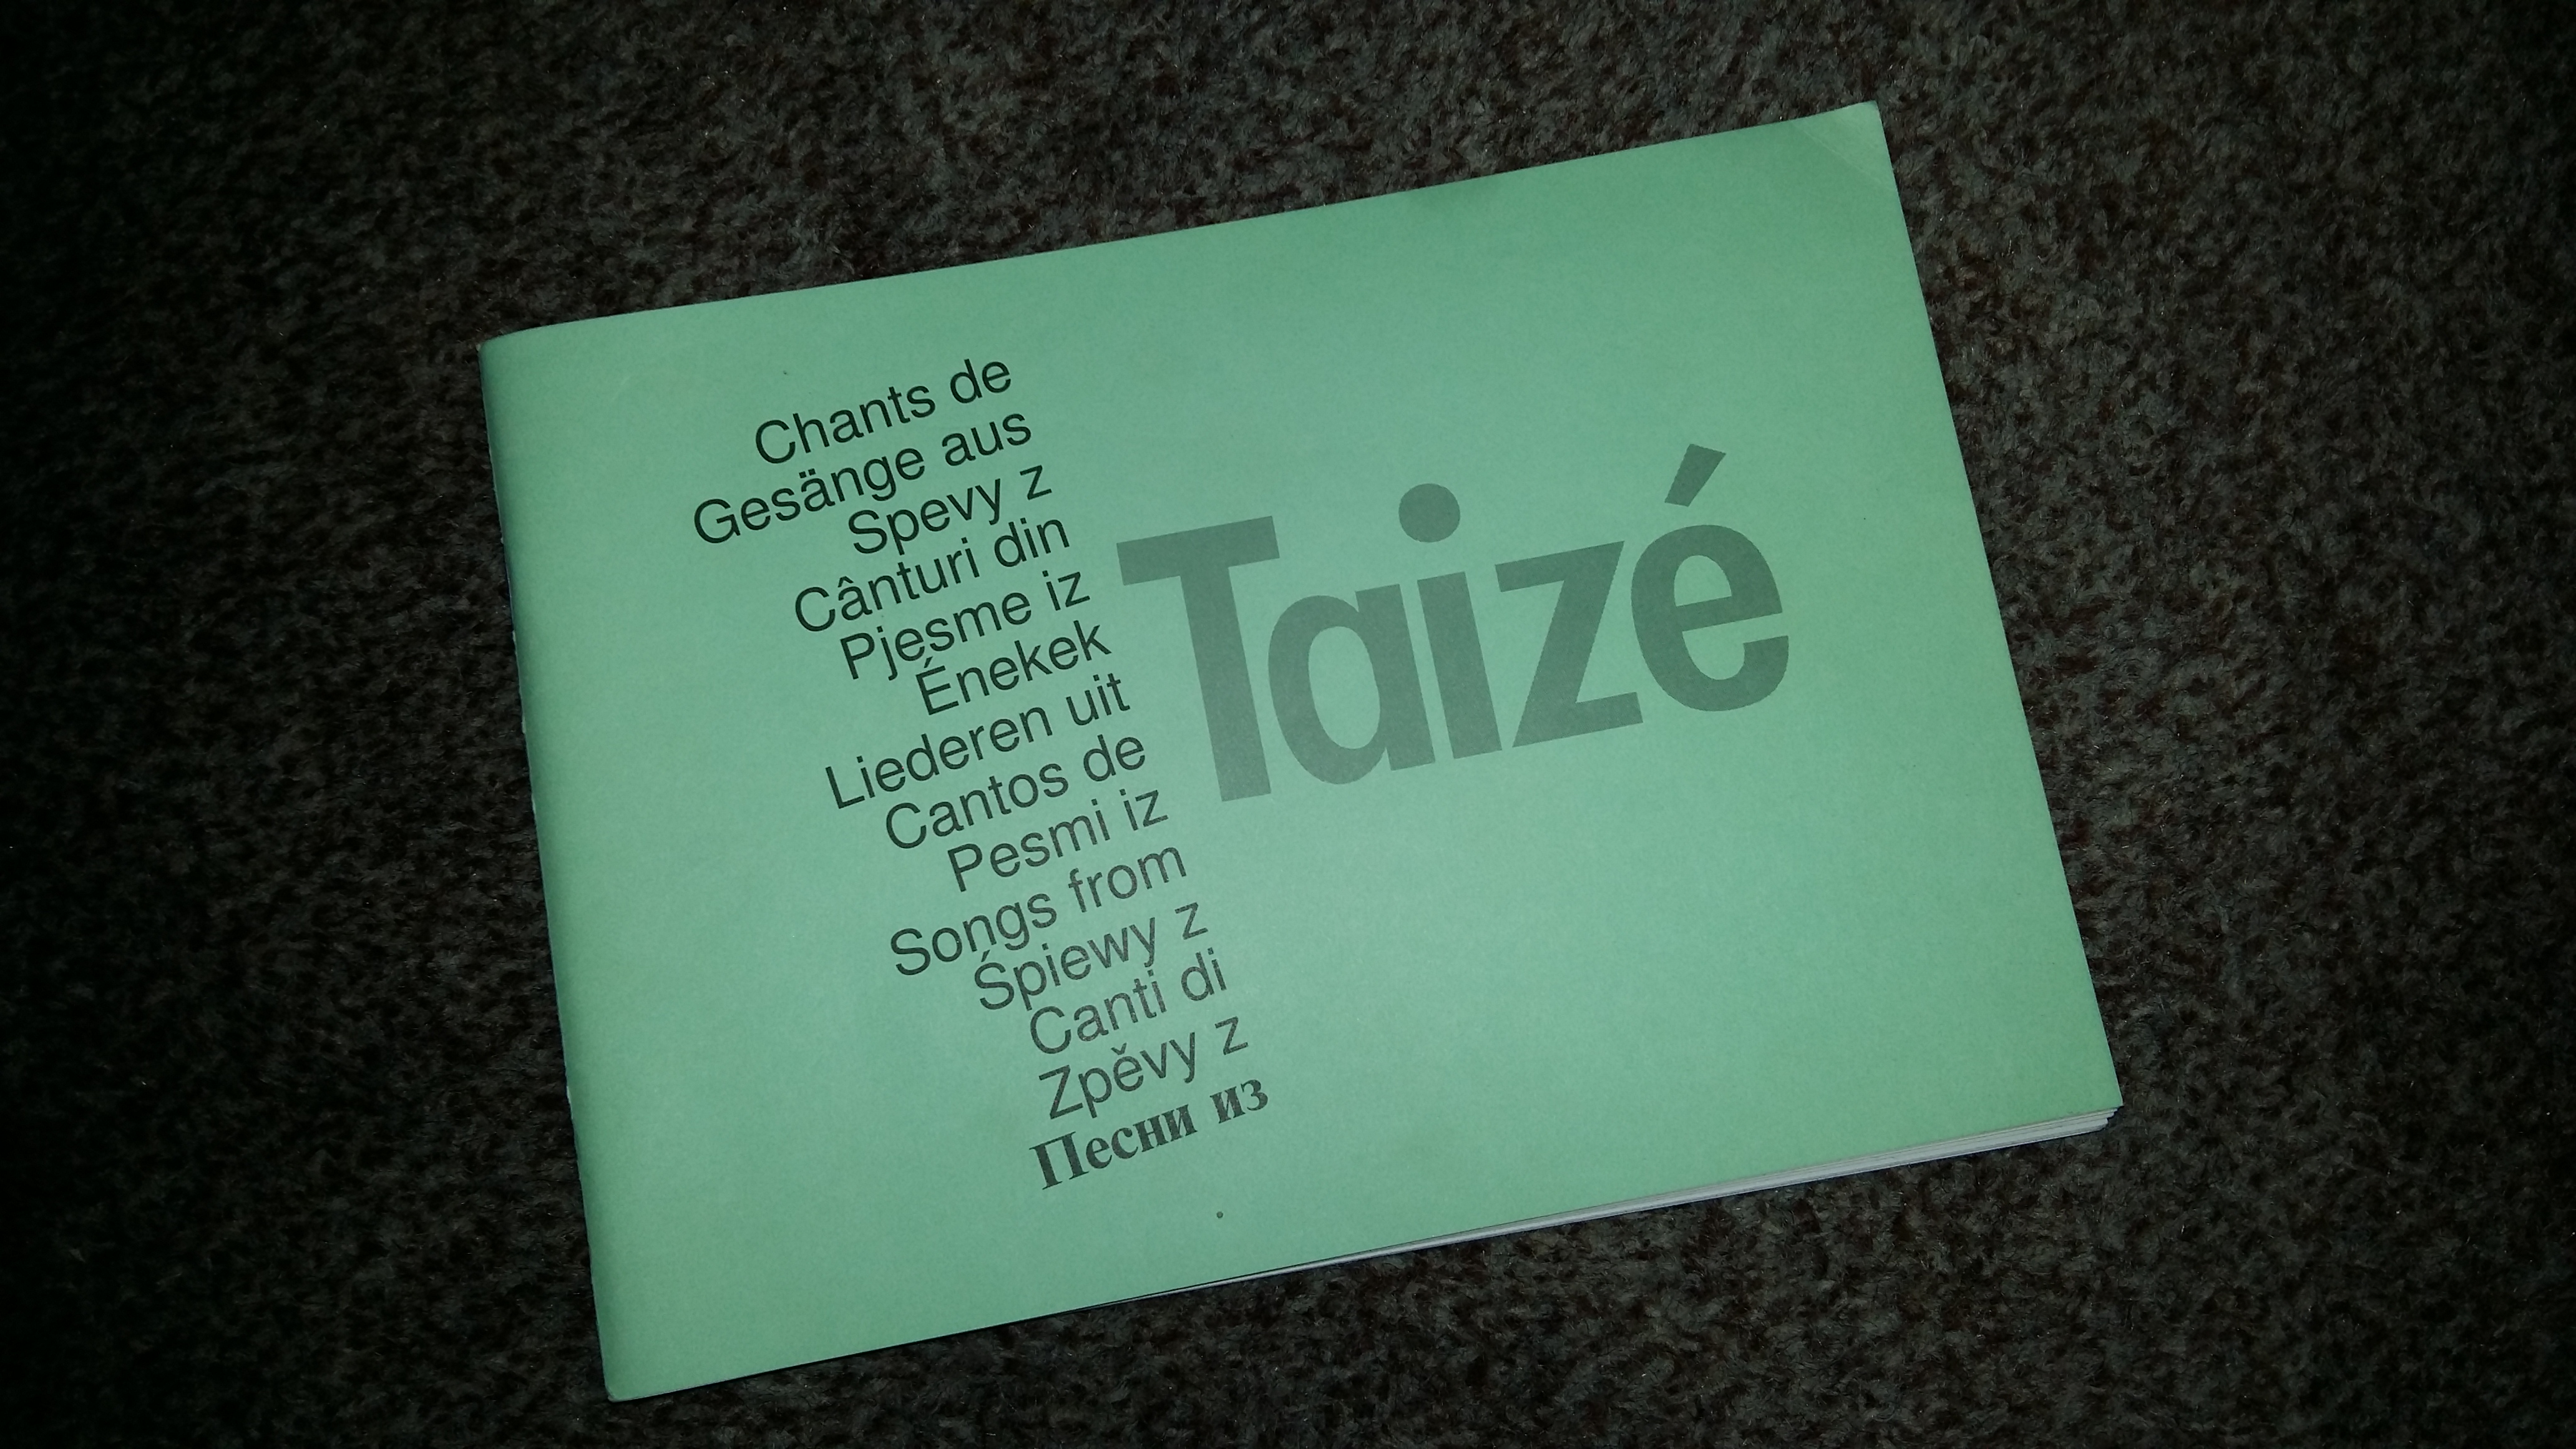 Chants de
Gesänge aus
Spevy z
Cânturi din
Pjesme iz
Énekek
Liederen uit
Cantos de
Pesmi iz
Songs from
Śpiewy z
Canti di
Zpěvy z
Песни из
Taizé